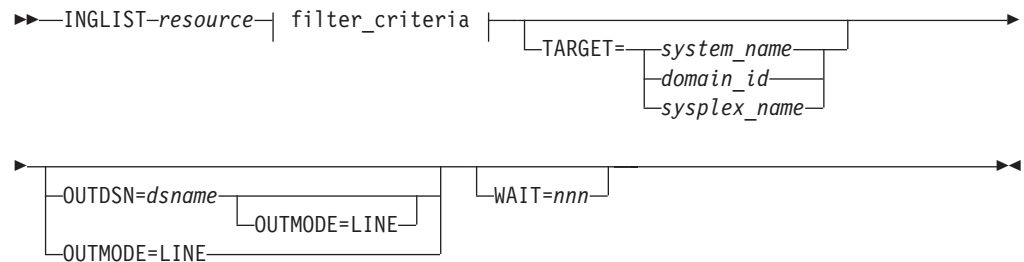 INGLIST resource filter_criteria
TARGET= system_name
domain_id
sysplex_name
OUTDSN=dsname
OUTMODE=LINE
WAIT=nnn
OUTMODE=LINE